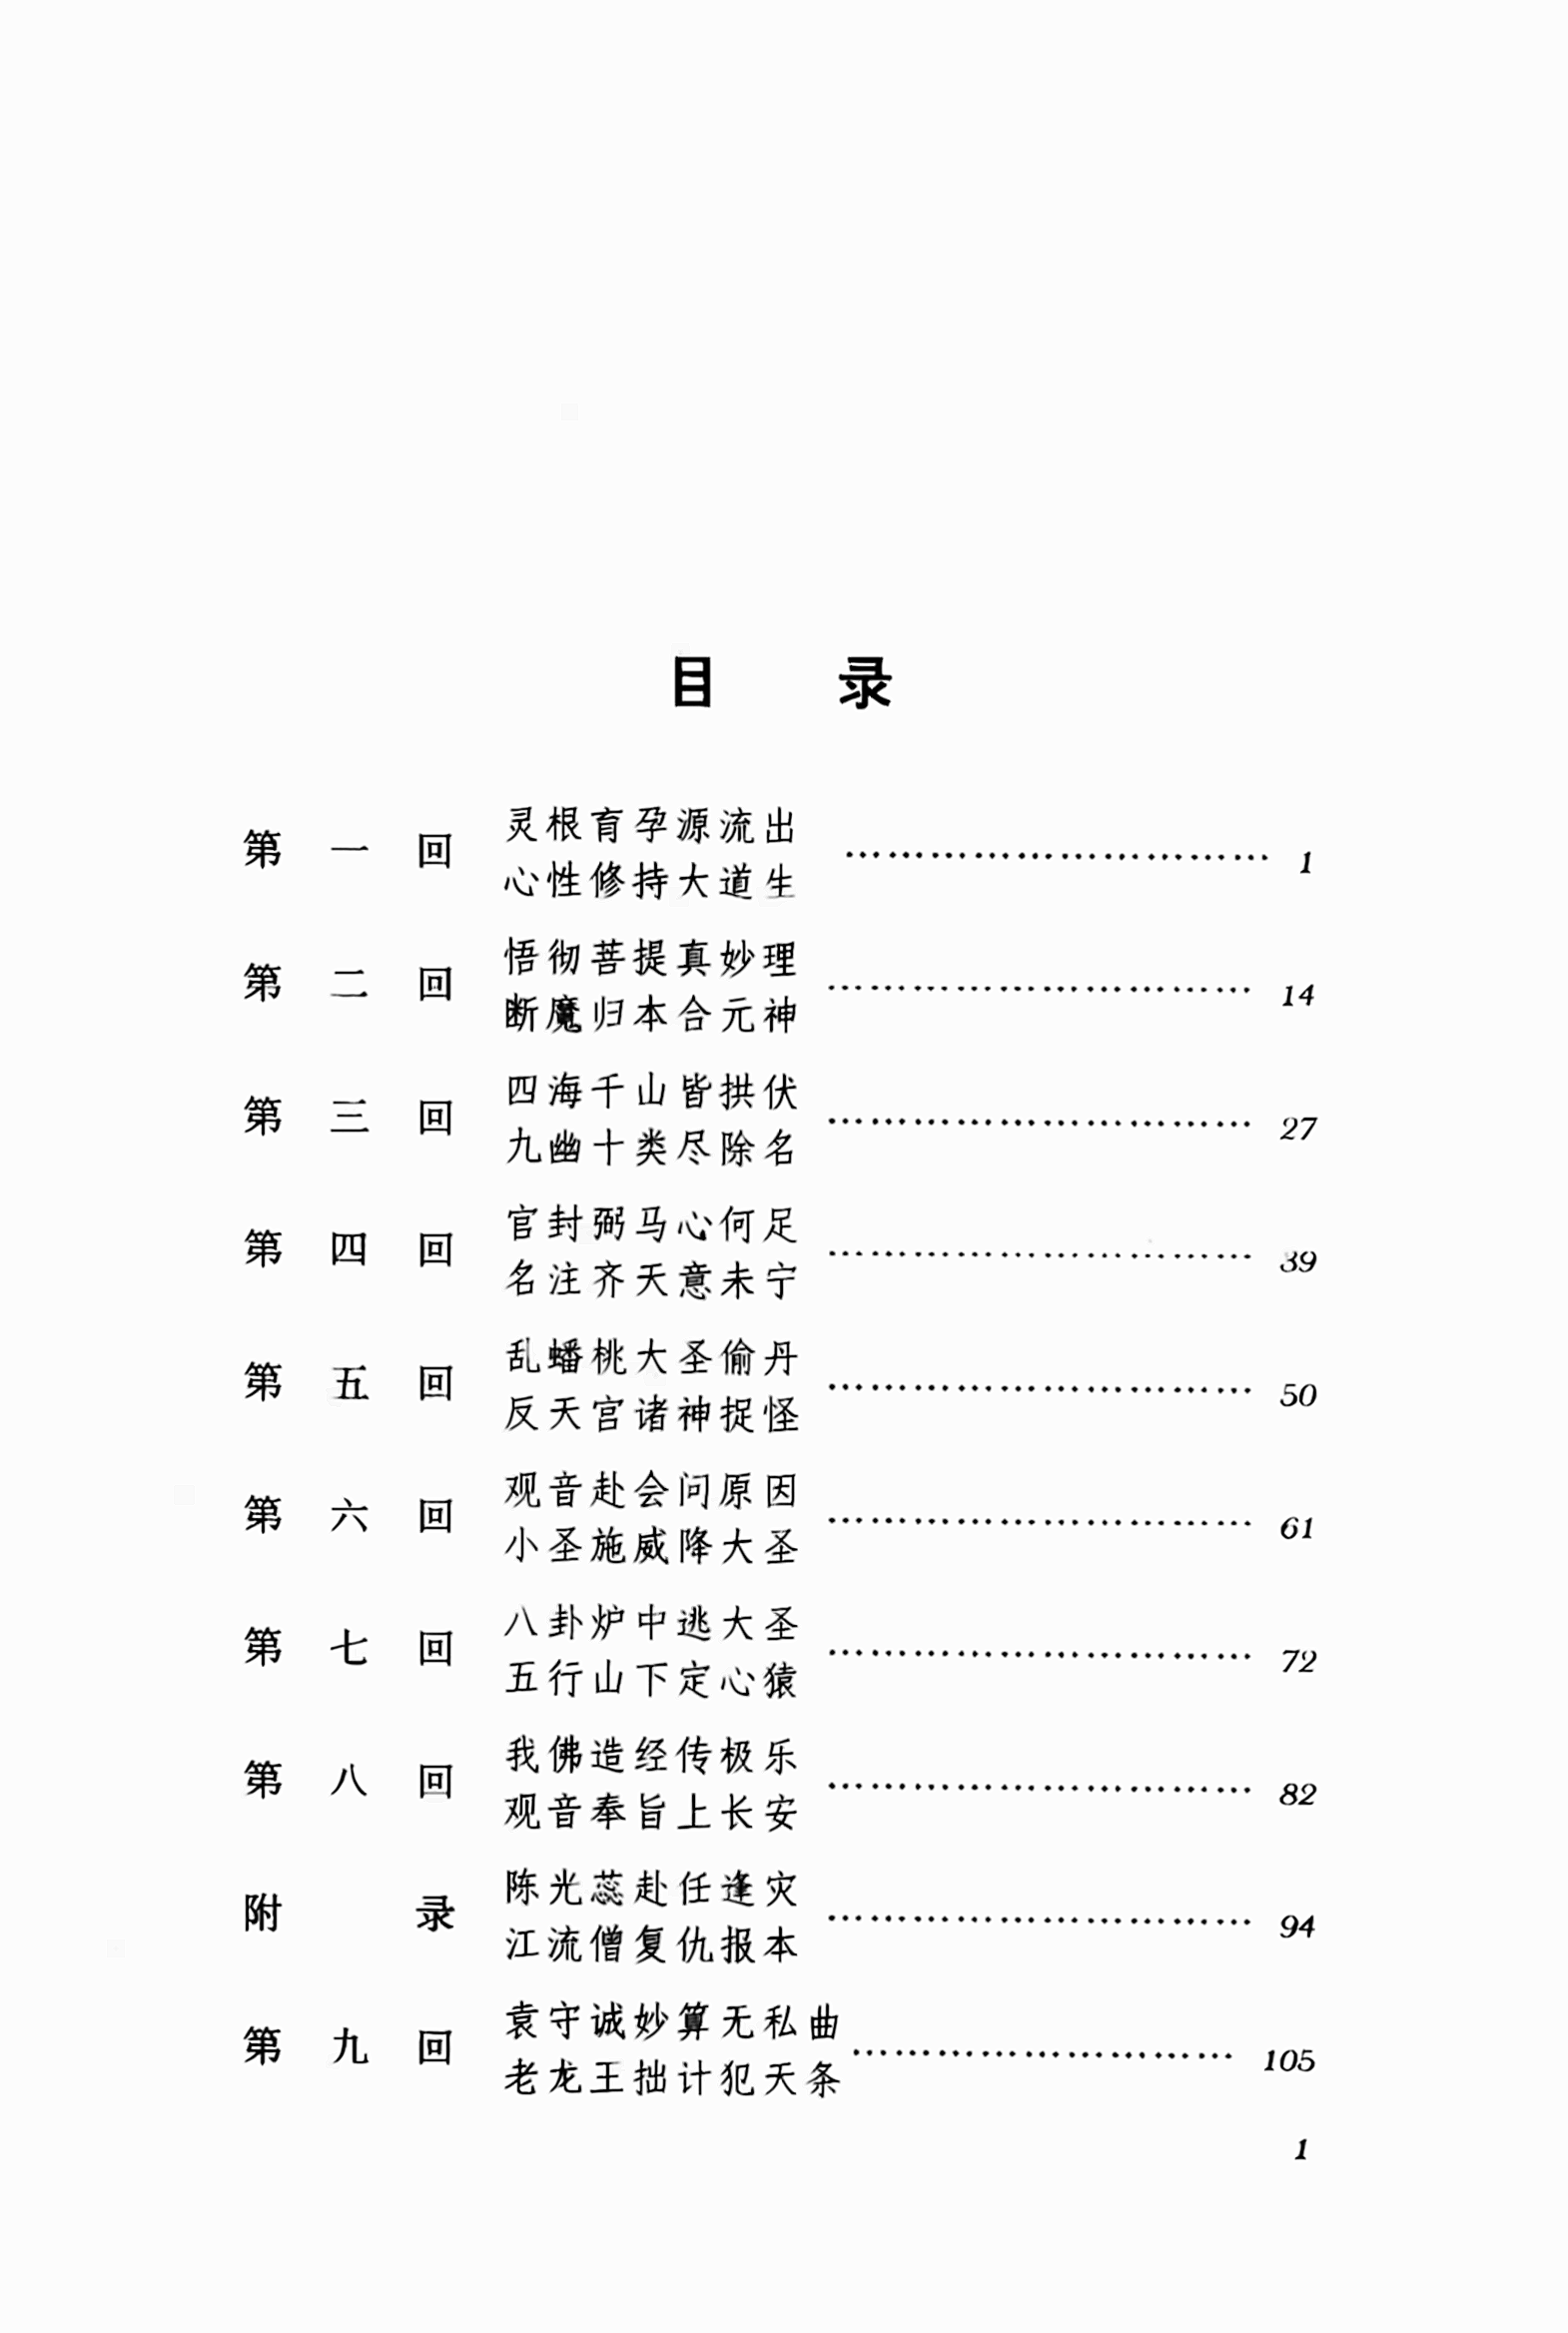 目 录
第一回 灵根育孕源流出
心性修持大道生 …………………………… 1
第二回 悟彻菩提真妙理
断魔归本合元神 …………………………… 14
第三回 四海千山皆拱伏
九幽十类尽除名 …………………………… 27
第四回 官封弼马心何足
名注齐天意未宁 …………………………… 39
第五回 乱蟠桃大圣偷丹
反天宫诸神捉怪 …………………………… 50
第六回 观音赴会问原因
小圣施威降大圣 …………………………… 61
第七回 八卦炉中逃大圣
五行山下定心猿 …………………………… 72
第八回 我佛造经传极乐
观音奉旨上长安 …………………………… 82
附 录 陈光蕊赴任逢灾
江流僧复仇报本 …………………………… 94
第九回 袁守诚妙算无私曲
老龙王拙计犯天条 ………………………… 105
1